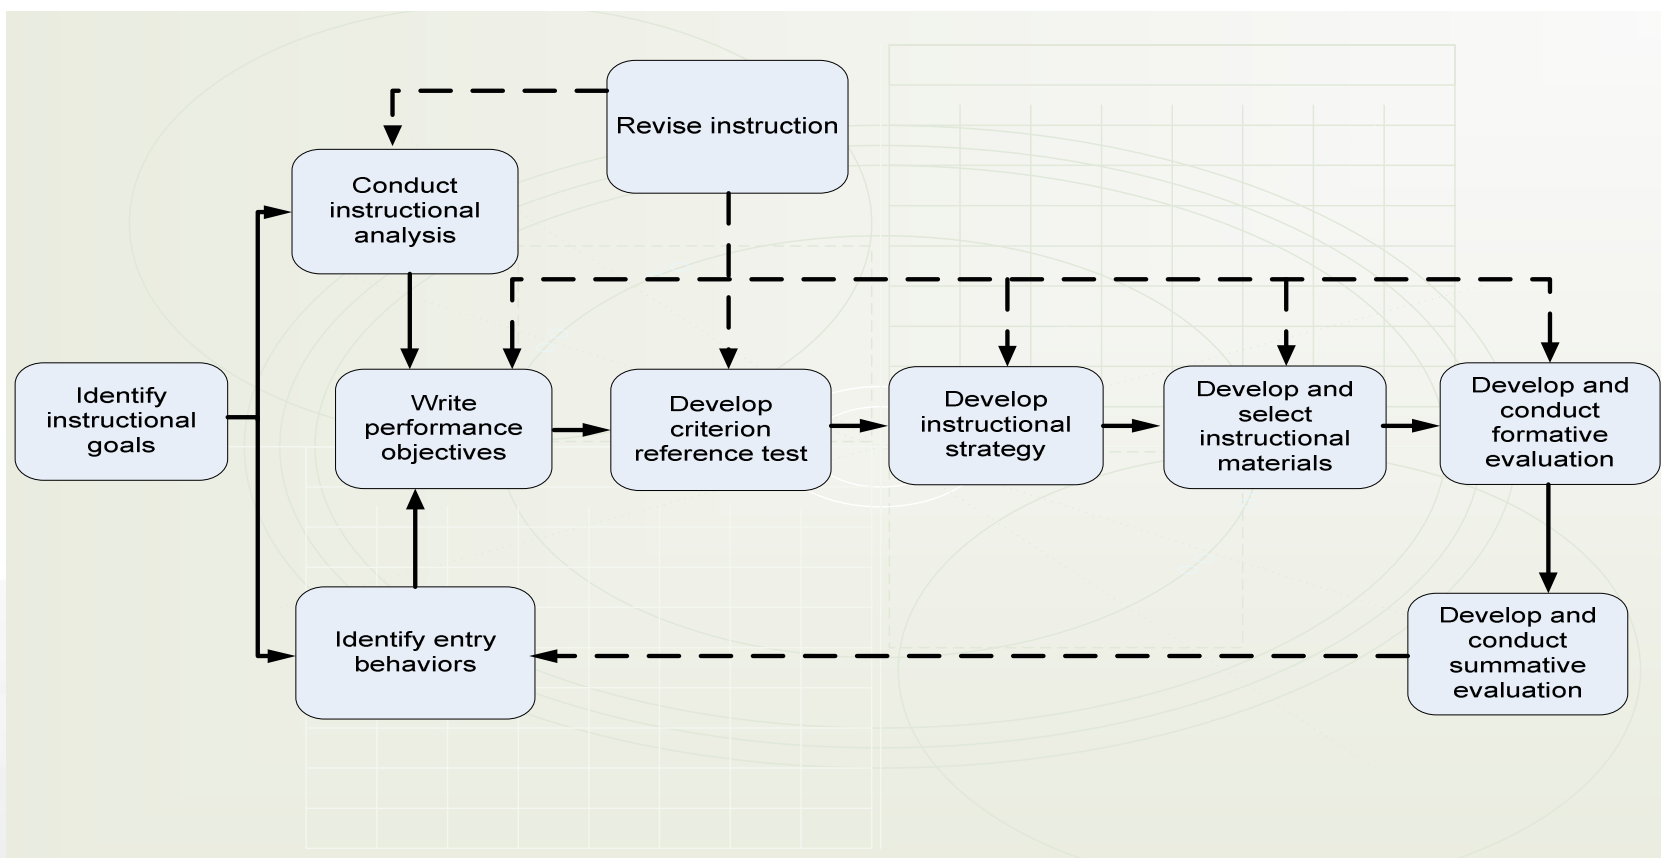 Revise instruction
Conduct
instructional
analysis
Identify
instructional
goals
Write
performance
objectives
Develop
criterion
reference test
Develop
instructional
strategy
Develop and
select
instructional
materials
Develop and
conduct
formative
evaluation
Identify entry
behaviors
Develop and
conduct
summative
evaluation